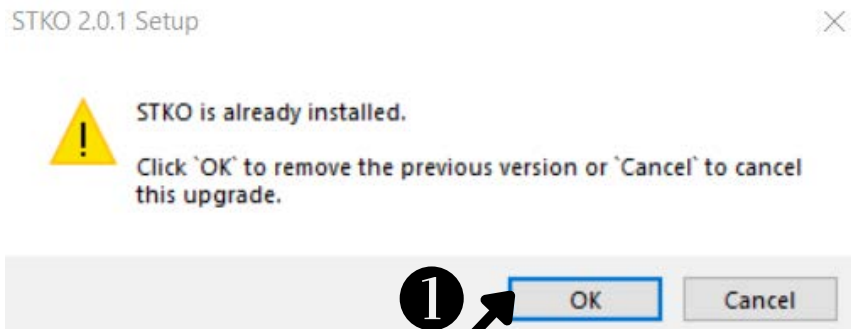 STKO 2.0.1 Setup
STKO is already installed.
Click `OK` to remove the previous version or `Cancel` to cancel
this upgrade.
1
OK
Cancel